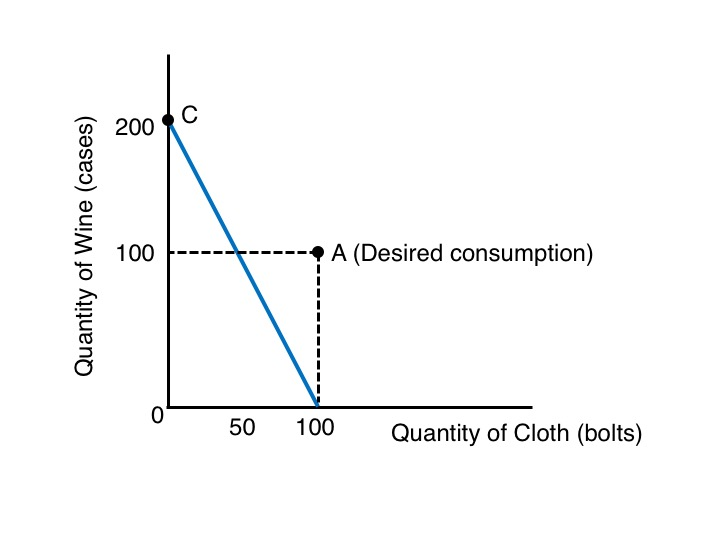 C
200
Quantity of Wine (cases)
100
A (Desired consumption)
0
50
100
Quantity of Cloth (bolts)